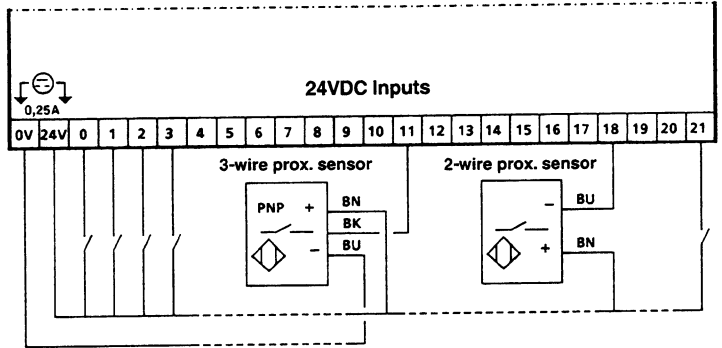 24VDC Inputs
0,25A
0V 24V 0 1 2 3 4 5 6 7 8 9 10 11 12 13 14 15 16 17 18 19 20 21
3-wire prox. sensor 2-wire prox. sensor
PNP + BN
BK
- BU
- BU
+ BN